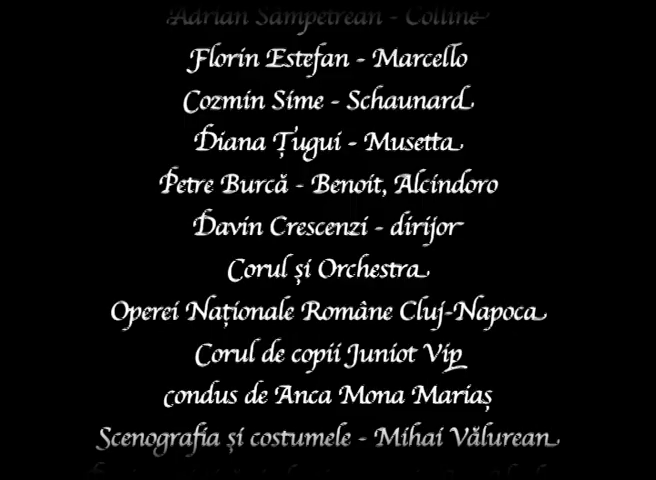 Adrian Sâmpetrean - Colline
Florin Estefan - Marcello
Cozmin Sime - Schaunard
Diana Țugui - Musetta
Petre Burcă - Benoit, Alcindoro
Davin Crescenzi - dirijor
Corul și Orchestra
Operei Naționale Române Cluj-Napoca
Corul de copii Juniot Vip
condus de Anca Mona Mariaș
Scenografia și costumele - Mihai Vălurean